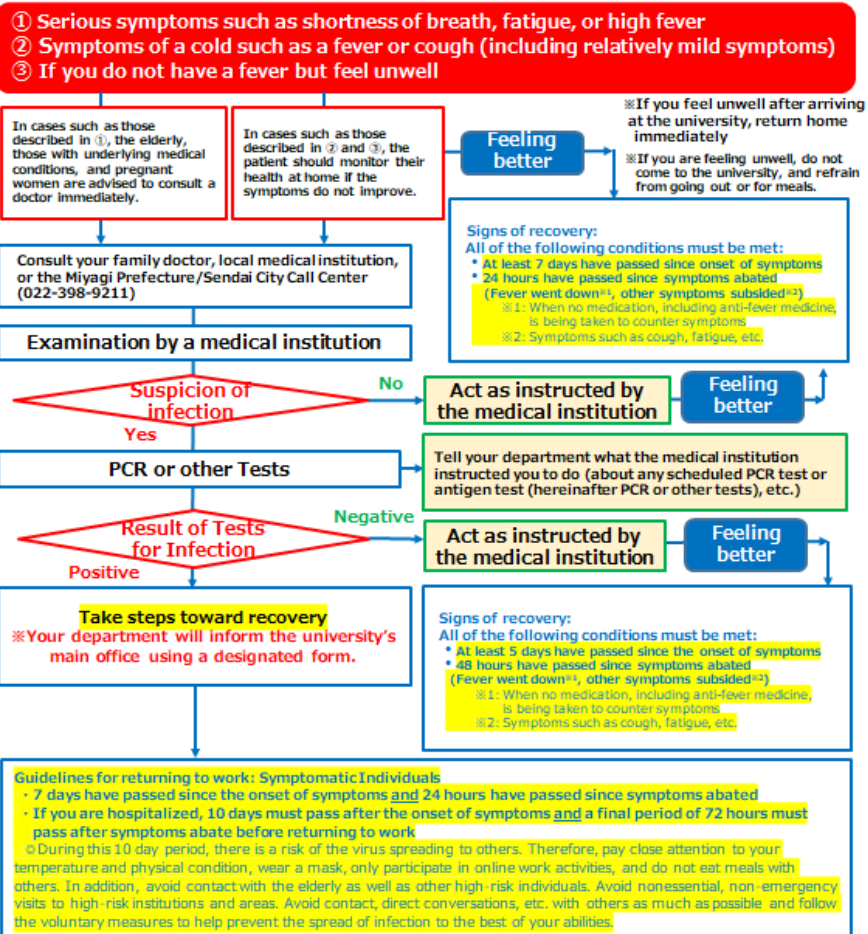 ① Serious symptoms such as shortness of breath, fatigue, or high fever
② Symptoms of a cold such as a fever or cough (including relatively mild symptoms)
③ If you do not have a fever but feel unwell
In cases such as those
described in ①, the elderly,
those with underlying medical
conditions, and pregnant
women are advised to consult a
doctor immediately.
In cases such as those
described in ② and ③, the
patient should monitor their
health at home if the
symptoms do not improve.
Feeling
better
※If you feel unwell after arriving
at the university, return home
immediately
※If you are feeling unwell, do not
come to the university, and refrain
from going out or for meals.
Signs of recovery:
All of the following conditions must be met:
• At least 7 days have passed since onset of symptoms
• 24 hours have passed since symptoms abated
(Fever went down※1, other symptoms subsided※2)
※1: When no medication, including anti-fever medicine,
is being taken to counter symptoms
※2: Symptoms such as cough, fatigue, etc.
Consult your family doctor, local medical institution,
or the Miyagi Prefecture/Sendai City Call Center
(022-398-9211)
Examination by a medical institution
Suspicion of
infection
No
Act as instructed by
the medical institution
Feeling
better
Yes
PCR or other Tests
Tell your department what the medical institution
instructed you to do (about any scheduled PCR test or
antigen test (hereinafter PCR or other tests), etc.)
Result of Tests
for Infection
Negative
Act as instructed by
the medical institution
Feeling
better
Positive
Take steps toward recovery
※Your department will inform the university's
main office using a designated form.
Signs of recovery:
All of the following conditions must be met:
• At least 5 days have passed since the onset of symptoms
• 48 hours have passed since symptoms abated
(Fever went down※1, other symptoms subsided※2)
※1: When no medication, including anti-fever medicine,
is being taken to counter symptoms
※2: Symptoms such as cough, fatigue, etc.
Guidelines for returning to work: Symptomatic Individuals
・7 days have passed since the onset of symptoms and 24 hours have passed since symptoms abated
・If you are hospitalized, 10 days must pass after the onset of symptoms and a final period of 72 hours must
pass after symptoms abate before returning to work
◎During this 10 day period, there is a risk of the virus spreading to others. Therefore, pay close attention to your
temperature and physical condition, wear a mask, only participate in online work activities, and do not eat meals with
others. In addition, avoid contact with the elderly as well as other high-risk individuals. Avoid nonessential, non-emergency
visits to high-risk institutions and areas. Avoid contact, direct conversations, etc. with others as much as possible and follow
the voluntary measures to help prevent the spread of infection to the best of your abilities.